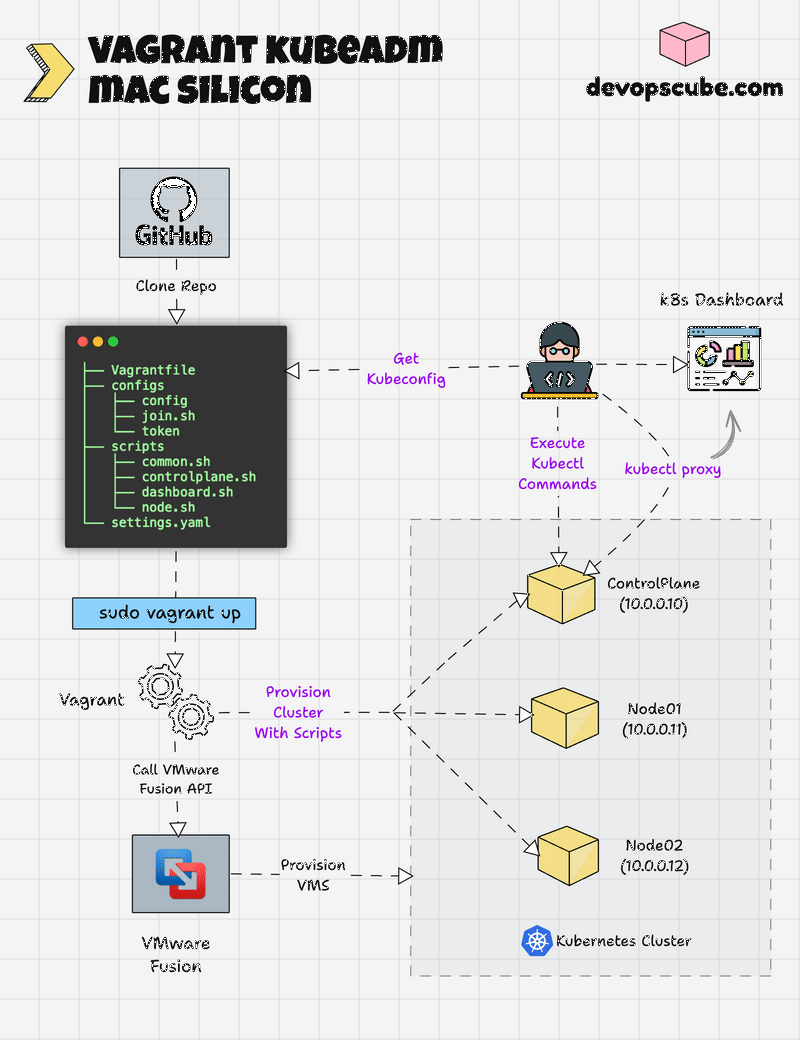 VAGRANT KUBEADM
MAC SILICON
devopscube.com
GitHub
Clone Repo
k8s Dashboard
Vagrantfile
configs
config
join.sh
token
scripts
common.sh
controlplane.sh
dashboard.sh
node.sh
settings.yaml
Get
Kubeconfig
</>
Execute
Kubectl
Commands
kubectl proxy
sudo vagrant up
ControlPlane
(10.0.0.10)
Vagrant
Provision
Cluster
With Scripts
Node01
(10.0.0.11)
Call VMware
Fusion API
Node02
(10.0.0.12)
Provision
VMS
VMware
Fusion
Kubernetes Cluster